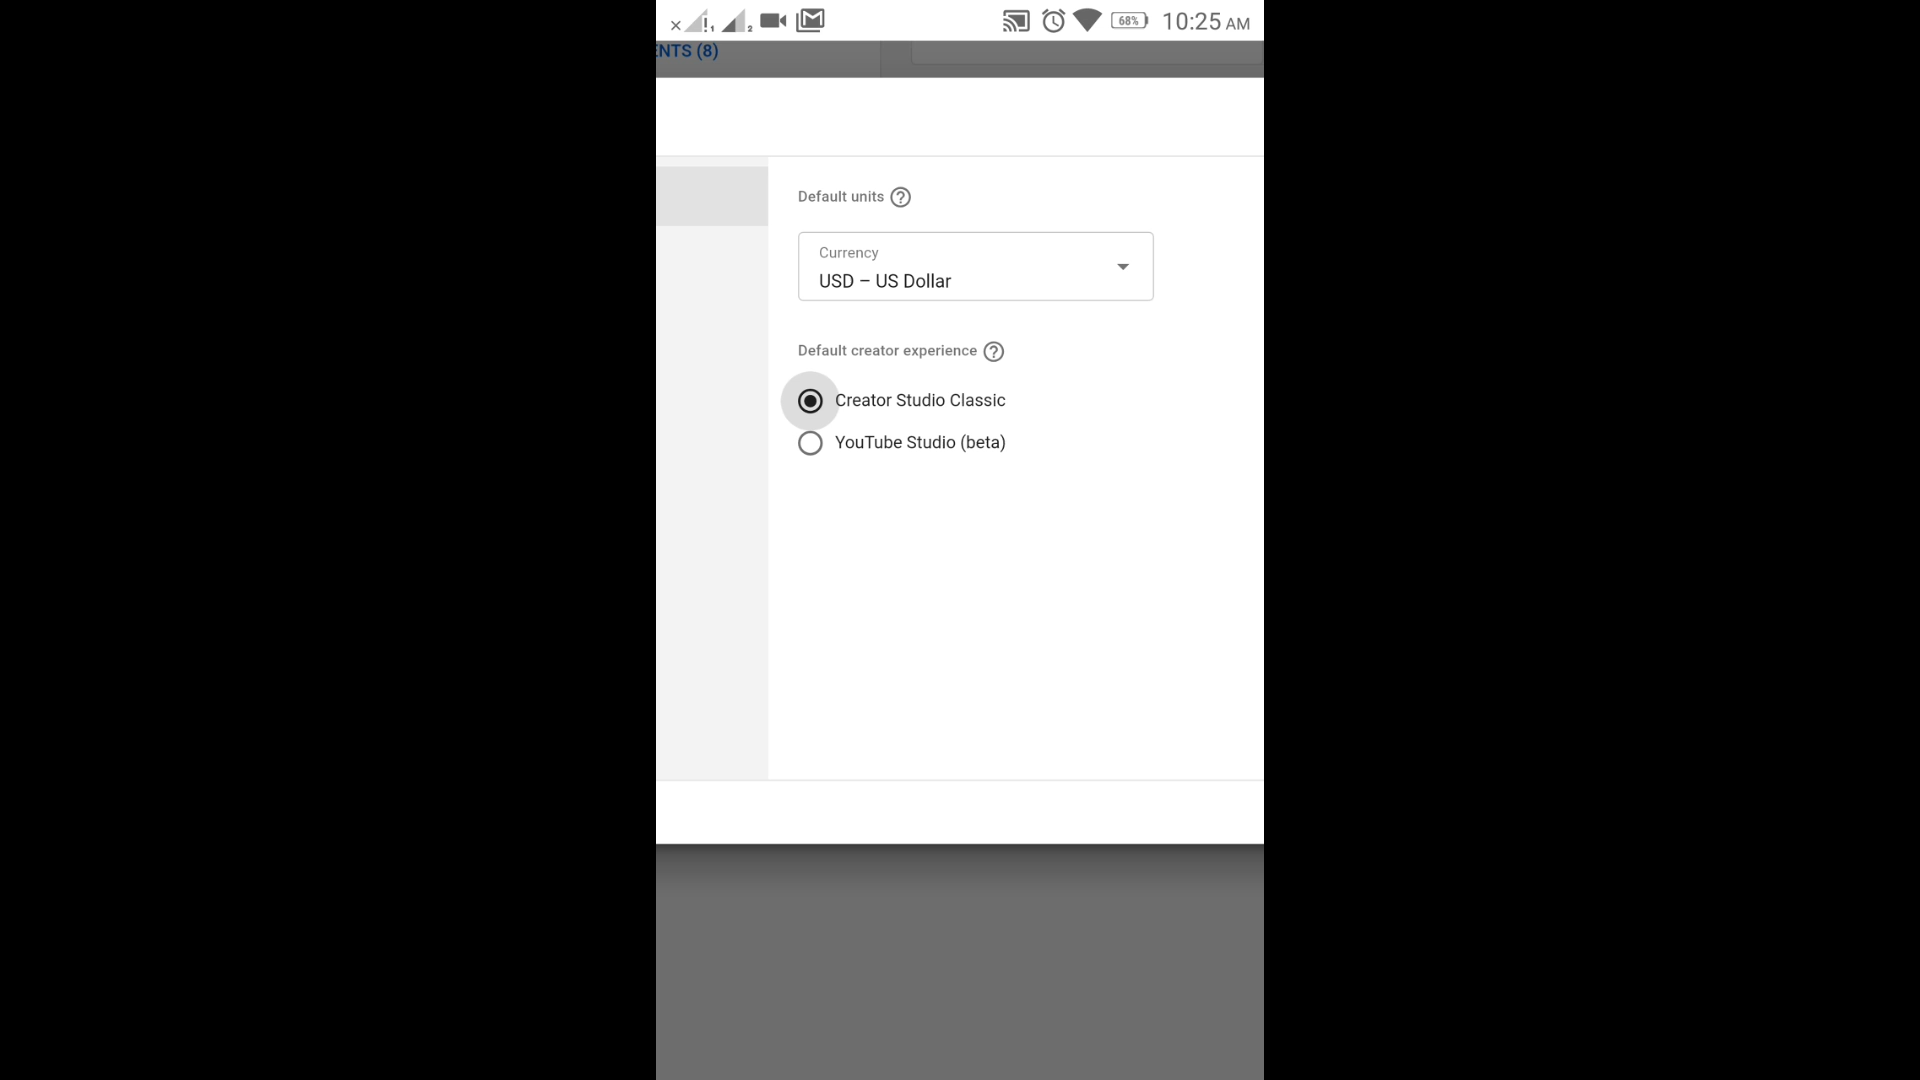 68% 10:25 AM
ENTS (8)
Default units
Currency
USD – US Dollar
Default creator experience
Creator Studio Classic
YouTube Studio (beta)